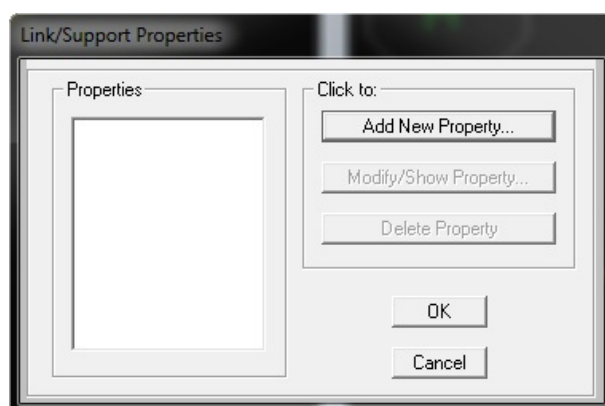 Link/Support Properties
Properties
Click to:
Add New Property...
Modify/Show Property...
Delete Property
OK
Cancel